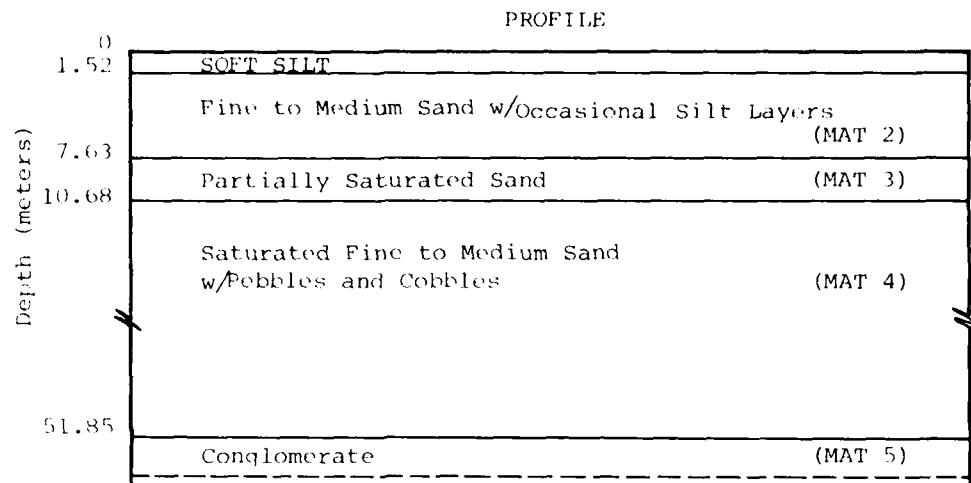 PROFILE
0
1.52 SOFT SILT
Fine to Medium Sand w/Occasional Silt Layers
(MAT 2)
7.63
Partially Saturated Sand (MAT 3)
10.68
Saturated Fine to Medium Sand
w/Pebbles and Cobbles (MAT 4)
Depth (meters)
51.85
Conglomerate (MAT 5)